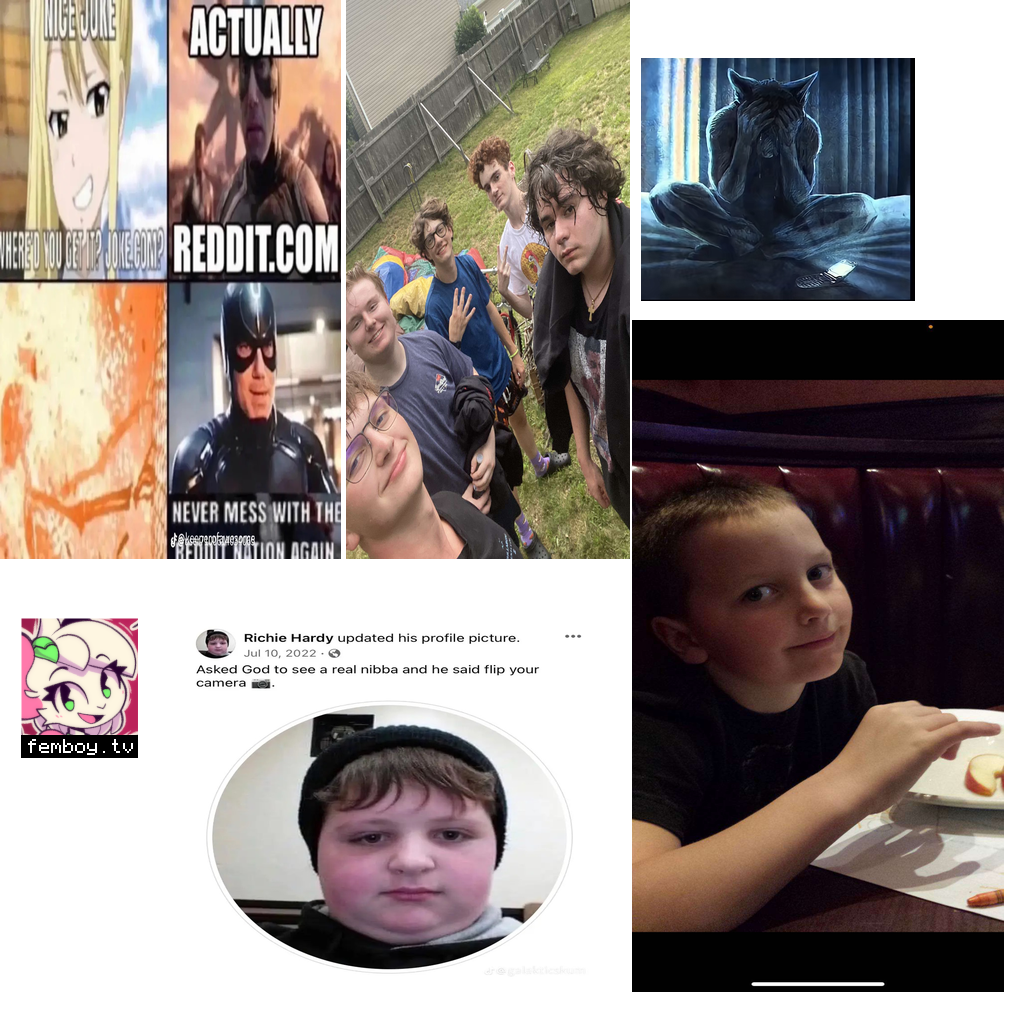 NICE JOKE
WHERE'D YOU GET IT? JOKE.COM?
ACTUALLY
REDDIT.COM
NEVER MESS WITH THE
REDDIT NATION AGAIN
femboy.tv
Richie Hardy updated his profile picture.
Jul 10, 2022
Asked God to see a real nibba and he said flip your
camera 📷.